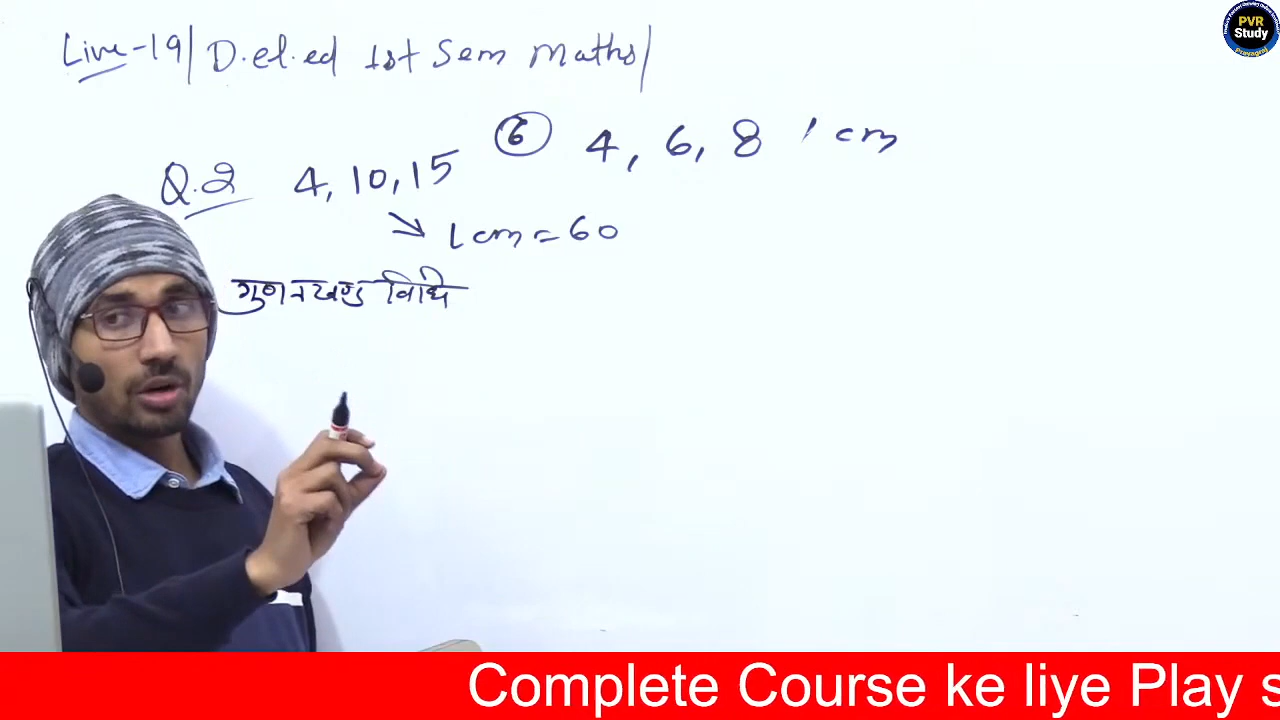 Live-19/ D.el.ed 1st Sem Maths/
⑥ 4, 6, 8 , cm
Q.2 4, 10, 15
↘ Lcm = 60
गुणनखण्ड विधि
PVR
Study
Prayagraj
Complete Course ke liye Play s